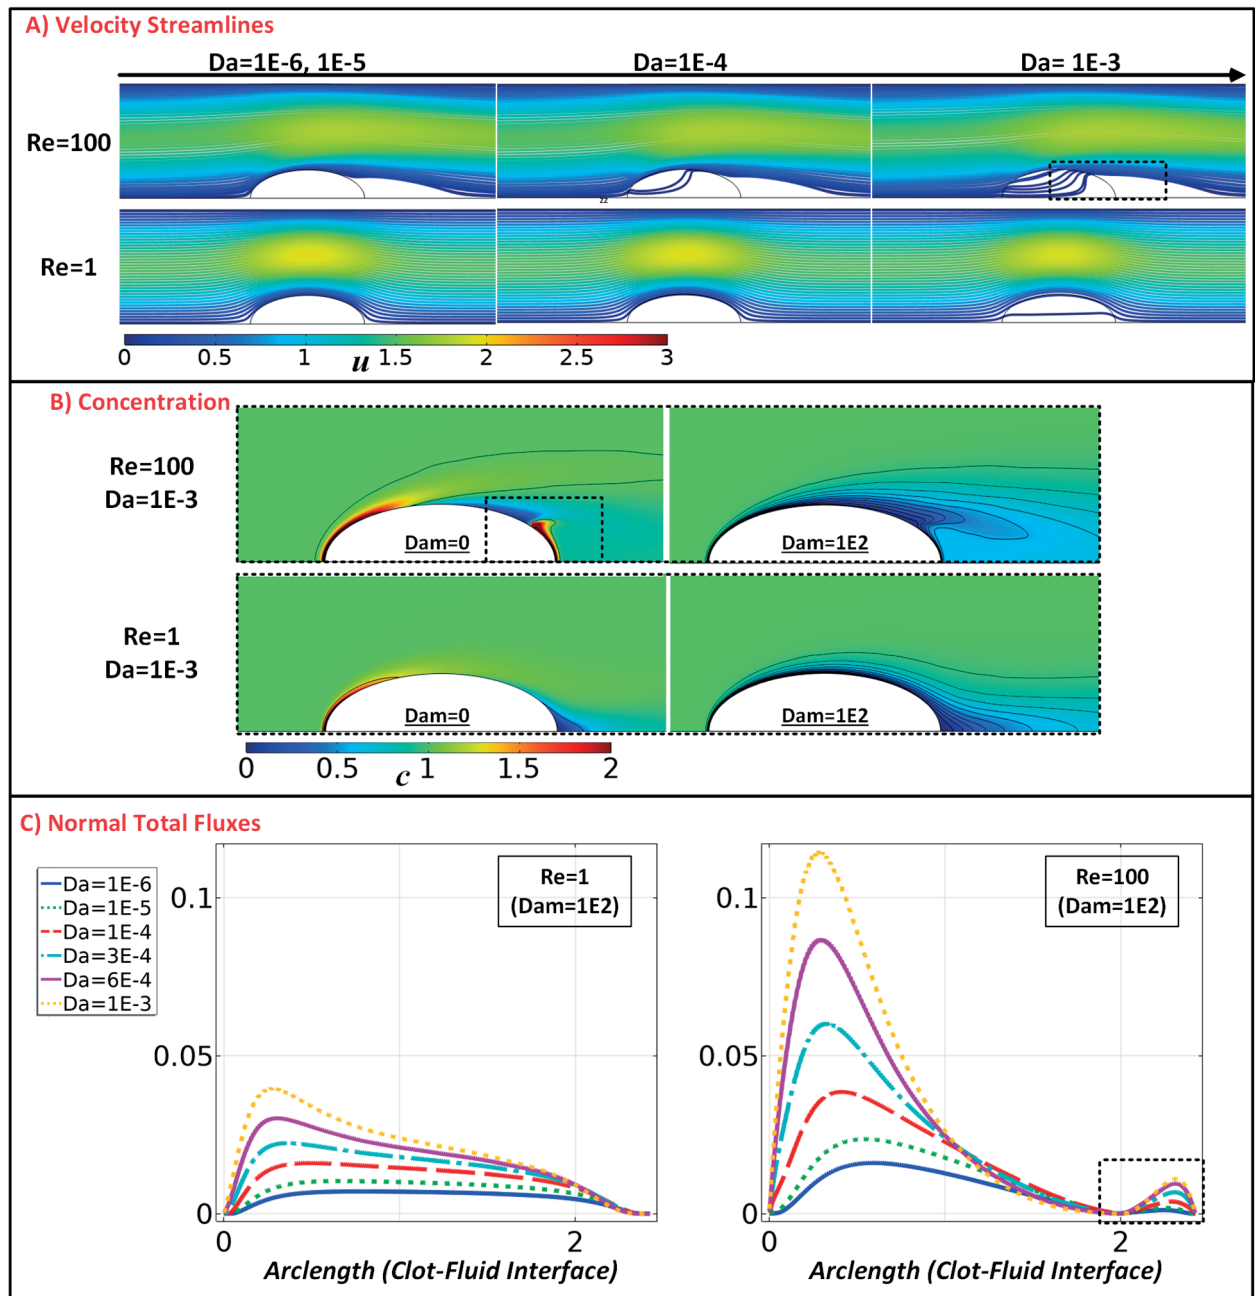 A) Velocity Streamlines
Da=1E-6, 1E-5
Da=1E-4
Da= 1E-3
Re=100
zz
Re=1
0 0.5 1 1.5 2 2.5 3
u
B) Concentration
Re=100
Da=1E-3
Dam=0
Dam=1E2
Re=1
Da=1E-3
Dam=0
Dam=1E2
0 0.5 1 1.5 2
c
C) Normal Total Fluxes
Da=1E-6
Da=1E-5
Da=1E-4
Da=3E-4
Da=6E-4
Da=1E-3
0.1
0.05
0
Re=1
(Dam=1E2)
0 2
Arclength (Clot-Fluid Interface)
0.1
0.05
0
Re=100
(Dam=1E2)
0 2
Arclength (Clot-Fluid Interface)